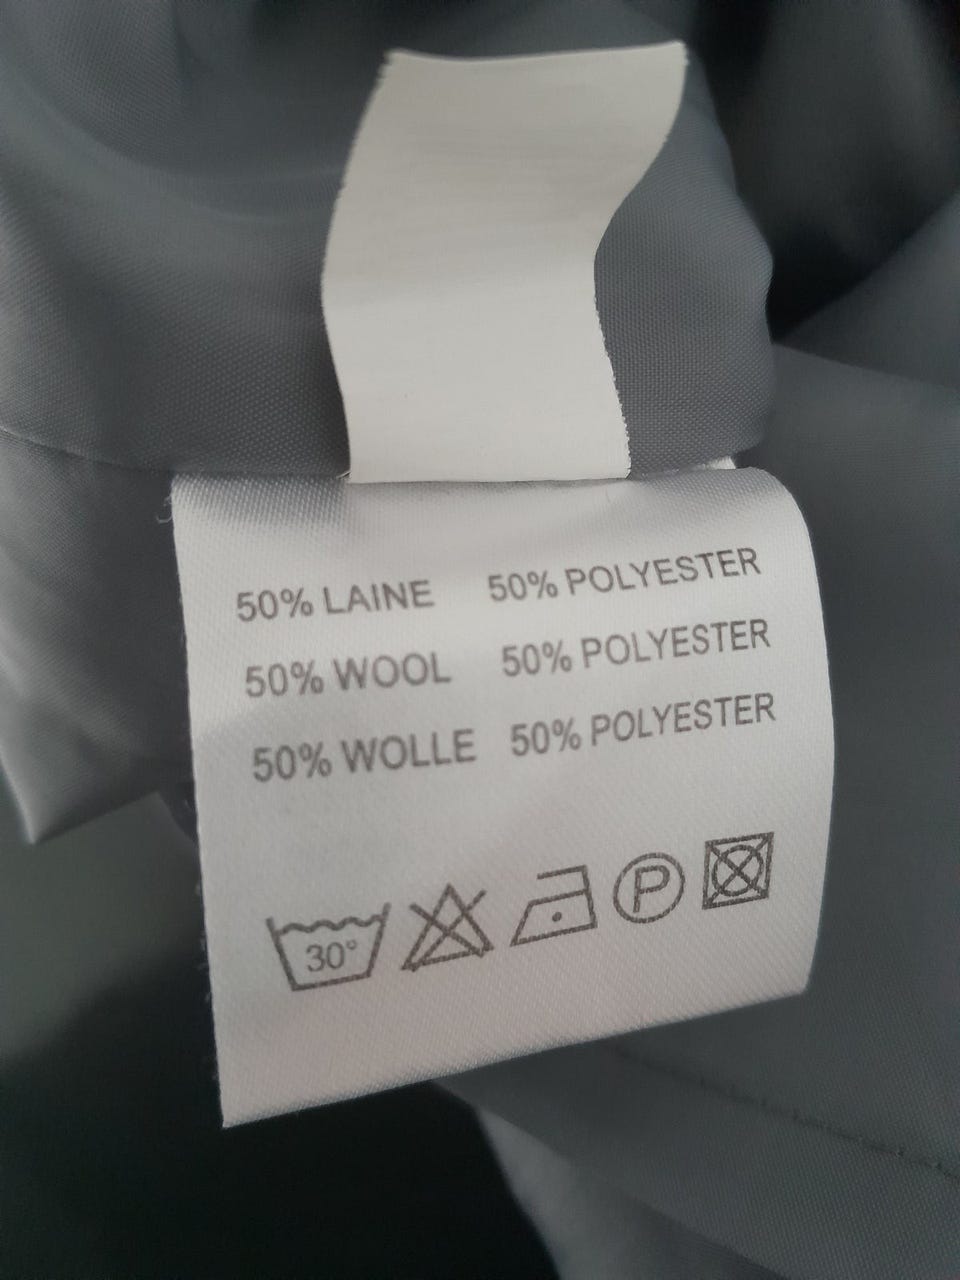 50% LAINE 50% POLYESTER
50% WOOL 50% POLYESTER
50% WOLLE 50% POLYESTER
30° P